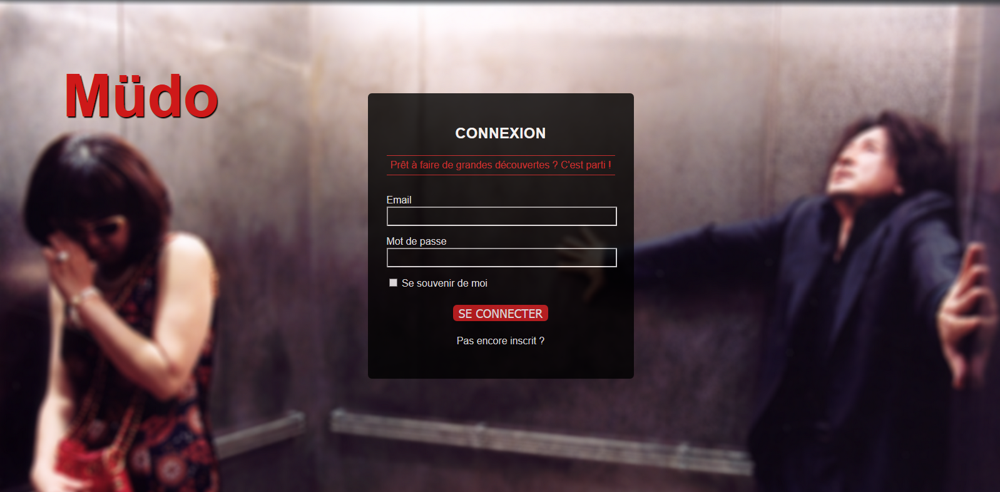 Müdo
CONNEXION
Prêt à faire de grandes découvertes ? C'est parti !
Email
Mot de passe
Se souvenir de moi
SE CONNECTER
Pas encore inscrit ?